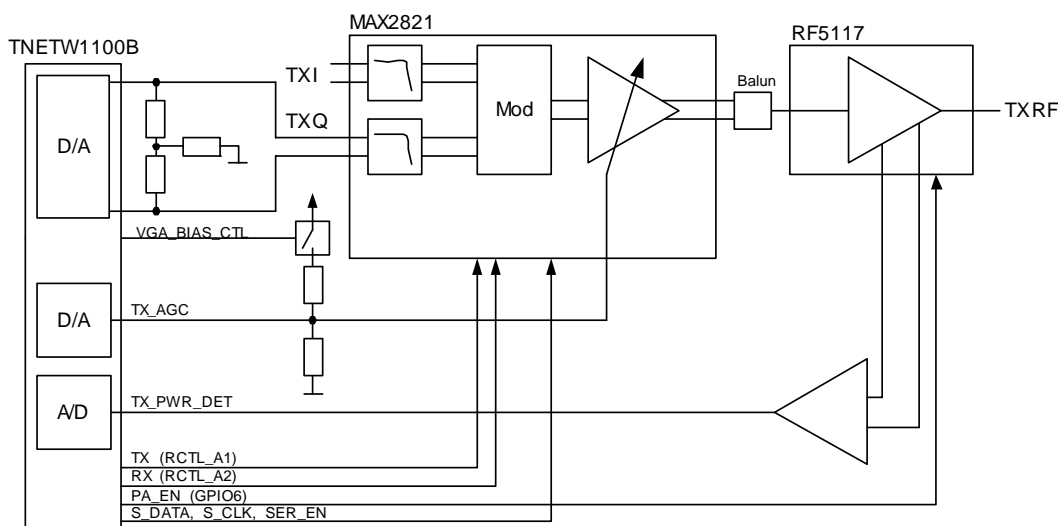 MAX2821
TNETW1100B
RF5117
TXI
Balun
Mod
TXRF
TXQ
D/A
VGA_BIAS_CTL
D/A
TX_AGC
A/D
TX_PWR_DET
TX (RCTL_A1)
RX (RCTL_A2)
PA_EN (GPIO6)
S_DATA, S_CLK, SER_EN